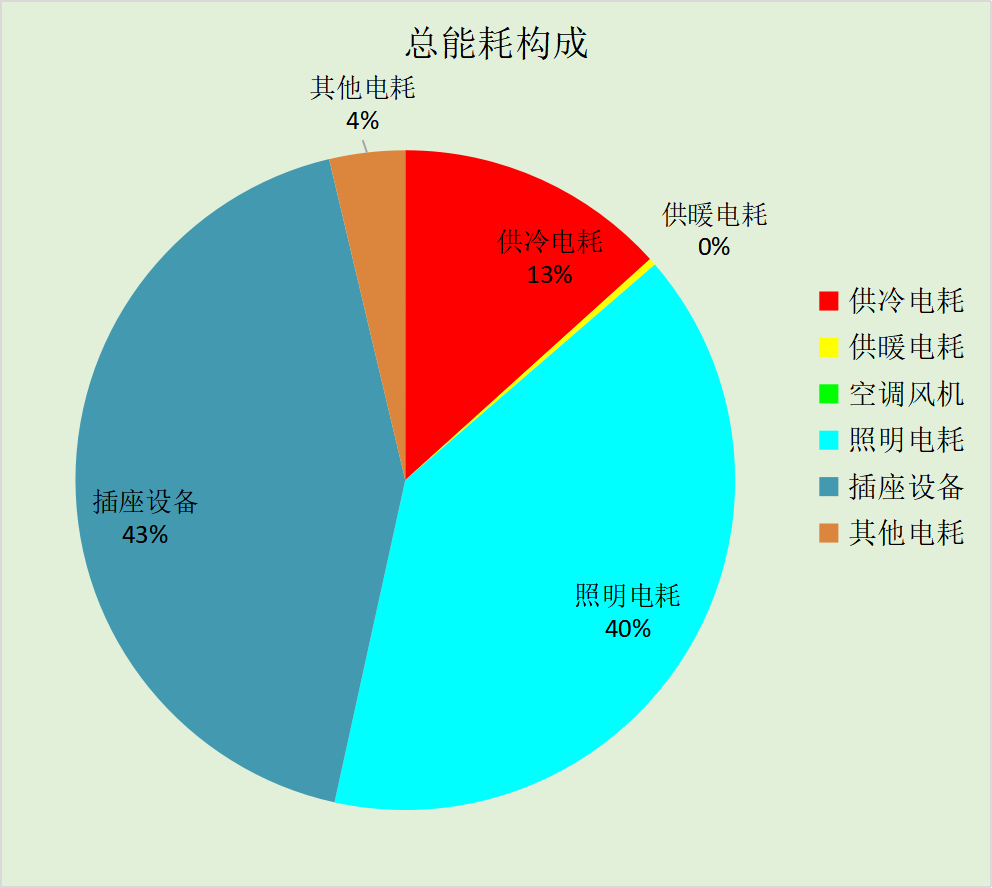 总能耗构成
其他电耗
4%
供暖电耗
0%
供冷电耗
13%
插座设备
43%
照明电耗
40%
供冷电耗
供暖电耗
空调风机
照明电耗
插座设备
其他电耗